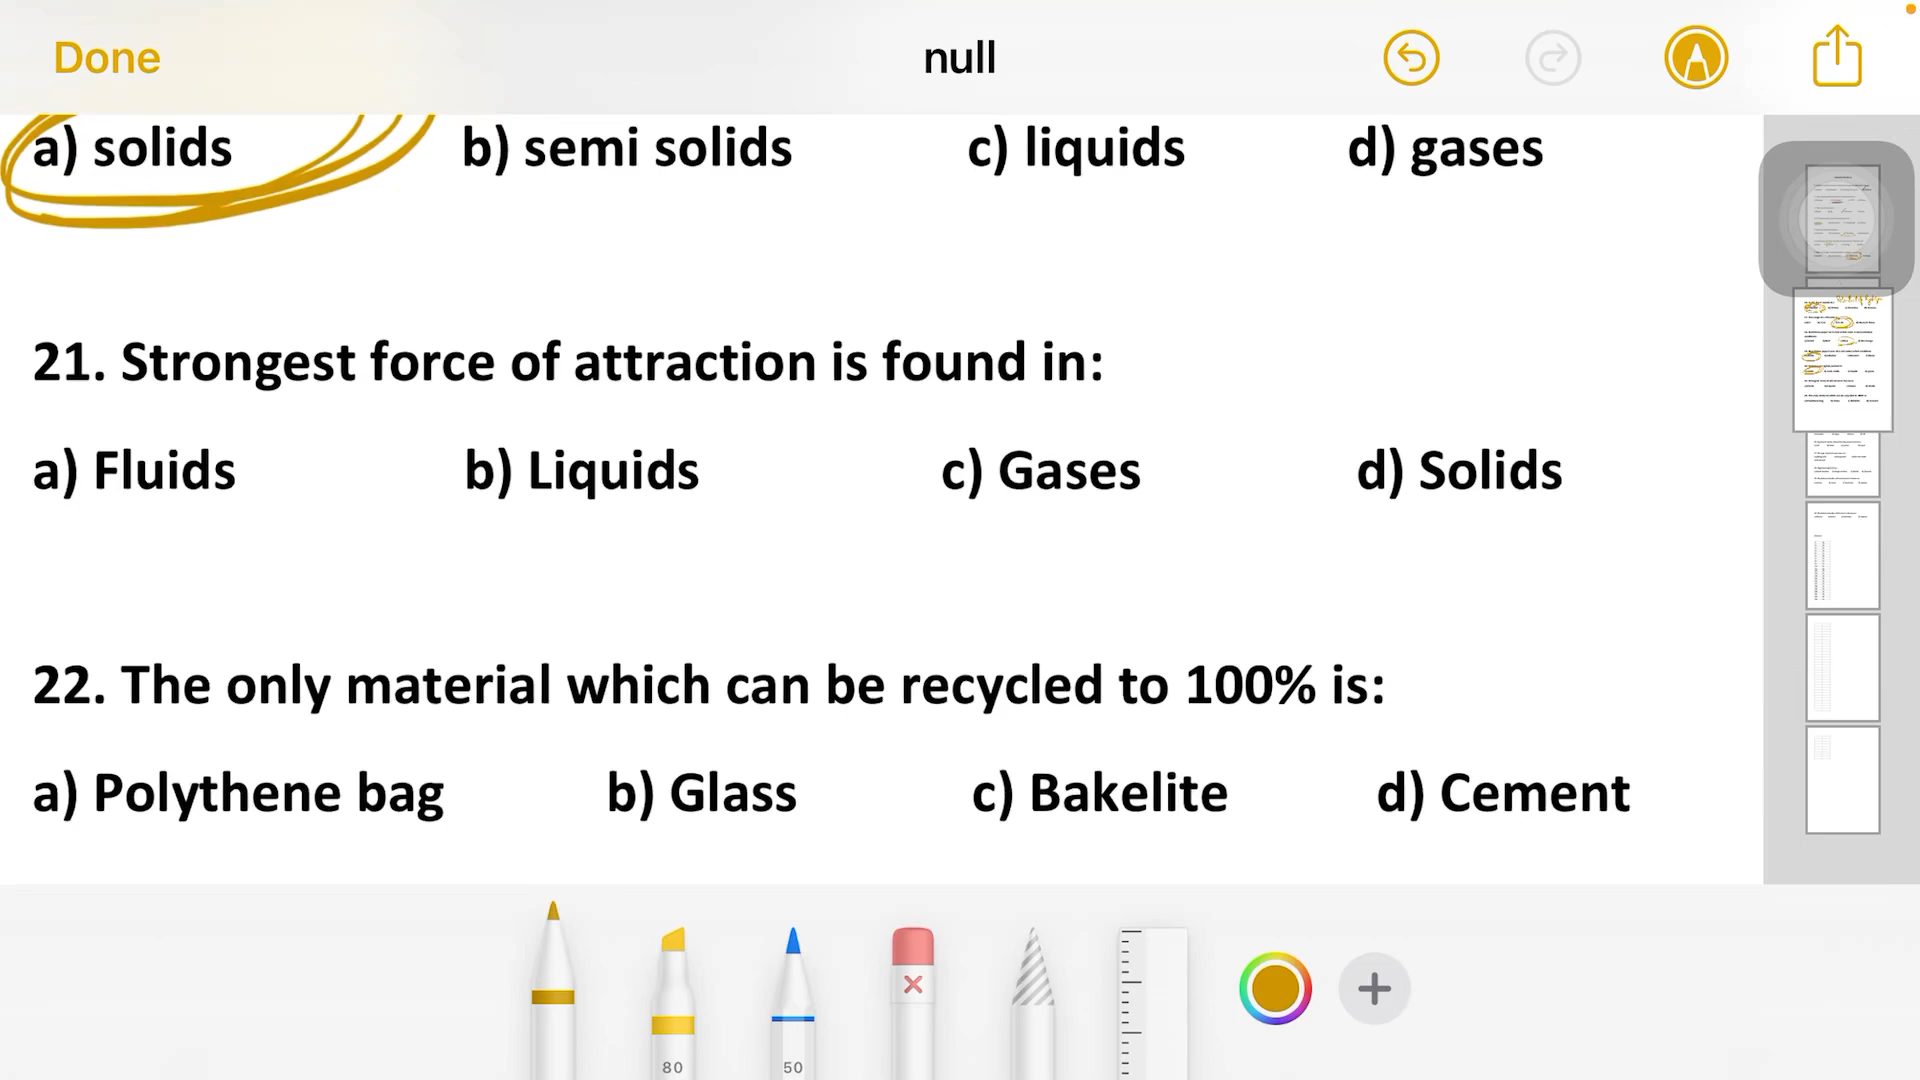 Done null
a) solids b) semi solids c) liquids d) gases
21. Strongest force of attraction is found in:
a) Fluids b) Liquids c) Gases d) Solids
22. The only material which can be recycled to 100% is:
a) Polythene bag b) Glass c) Bakelite d) Cement
80 50